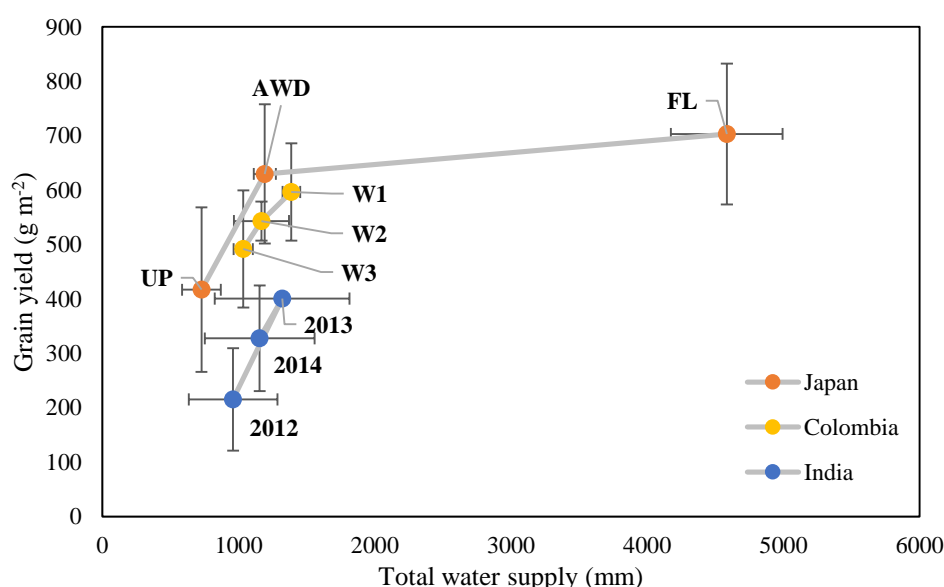 Grain yield (g m-2)
900
800
700
600
500
400
300
200
100
0
AWD
FL
W1
W2
W3
UP
2013
2014
2012
Japan
Colombia
India
0 1000 2000 3000 4000 5000 6000
Total water supply (mm)